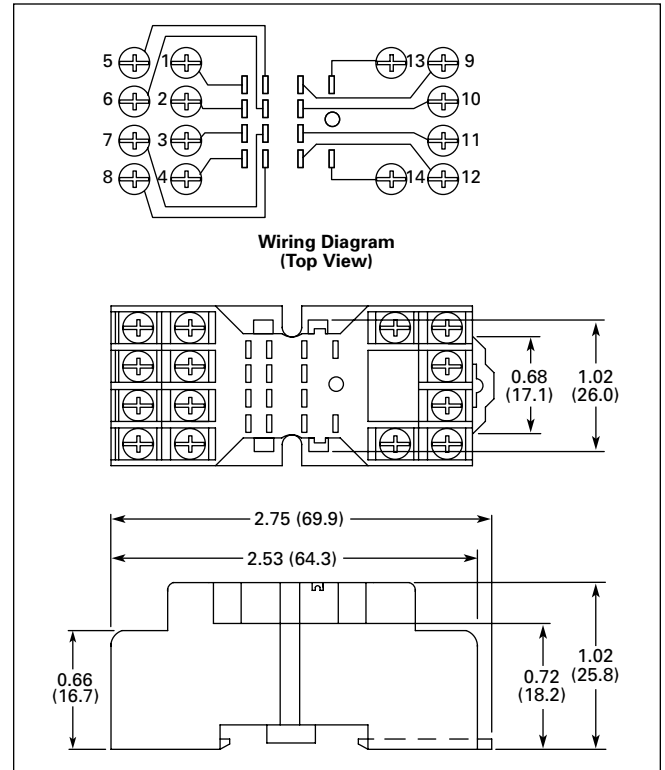 5 1 13 9
6 2 10
7 3 11
8 4 14 12
Wiring Diagram
(Top View)
0.68
(17.1)
1.02
(26.0)
2.75 (69.9)
2.53 (64.3)
0.66
(16.7)
0.72
(18.2)
1.02
(25.8)